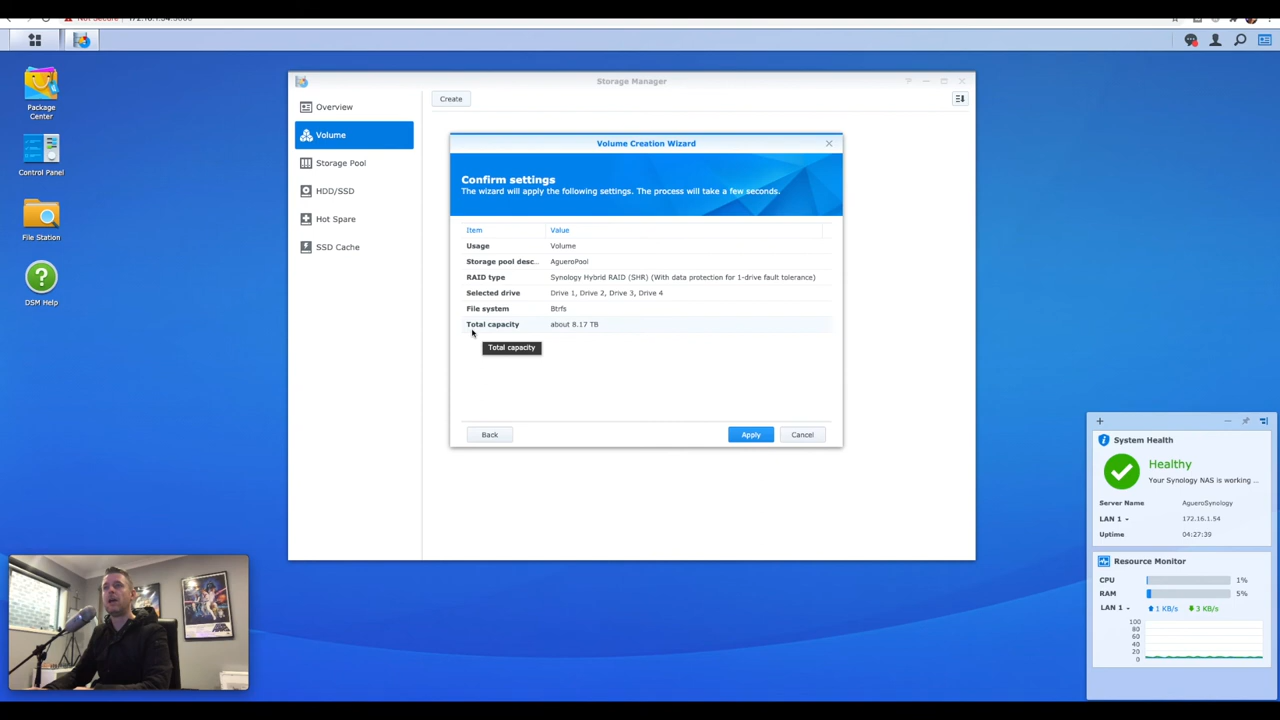 Not Secure
Storage Manager
Package
Center
Control Panel
File Station
DSM Help
Overview
Volume
Storage Pool
HDD/SSD
Hot Spare
SSD Cache
Create
Volume Creation Wizard
Confirm settings
The wizard will apply the following settings. The process will take a few seconds.
Item Value
Usage Volume
Storage pool desc... AgueroPool
RAID type Synology Hybrid RAID (SHR) (With data protection for 1-drive fault tolerance)
Selected drive Drive 1, Drive 2, Drive 3, Drive 4
File system Btrfs
Total capacity about 8.17 TB
Total capacity
Back Apply Cancel
System Health
Healthy
Your Synology NAS is working ...
Server Name AgueroSynology
LAN 1 172.16.1.54
Uptime 04:27:39
Resource Monitor
CPU 1%
RAM 5%
LAN 1 1 KB/s 3 KB/s
100
80
60
40
20
0